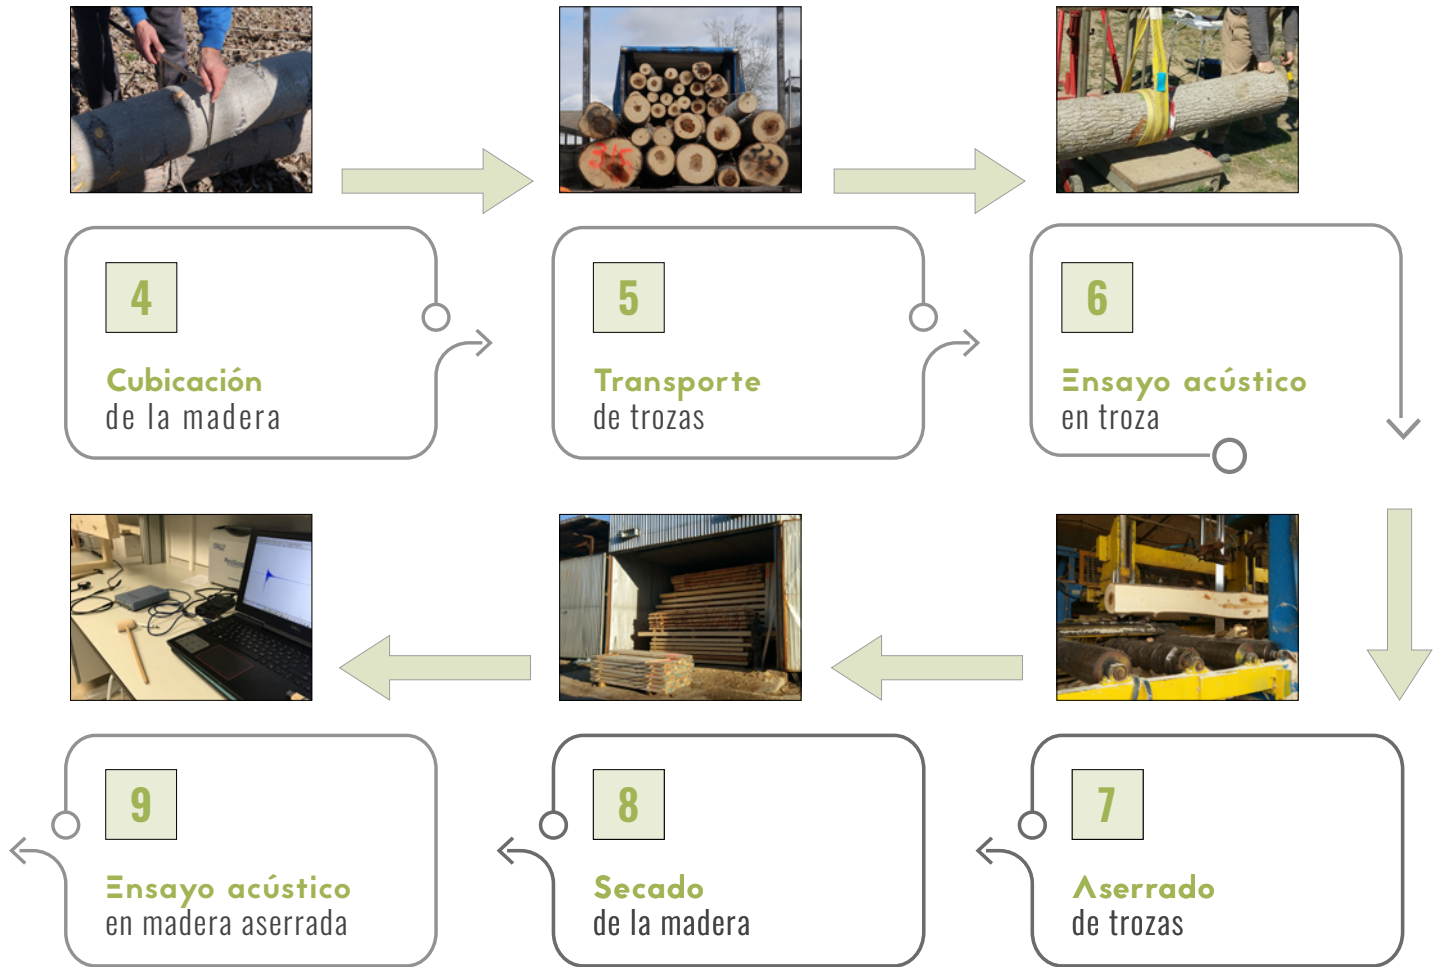 4
Cubicación
de la madera
5
Transporte
de trozas
6
Ensayo acústico
en troza
7
Aserrado
de trozas
8
Secado
de la madera
9
Ensayo acústico
en madera aserrada